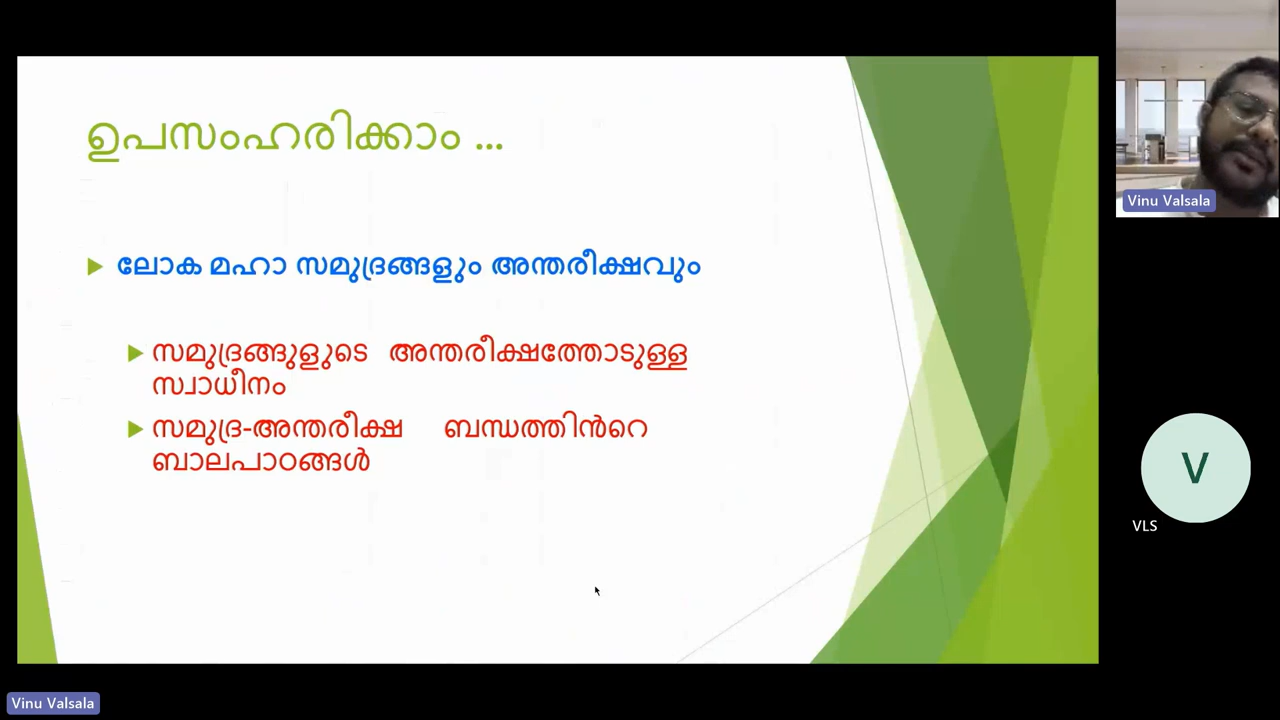 ഉപസംഹരിക്കാം ...
ലോക മഹാ സമുദ്രങ്ങളും അന്തരീക്ഷവും
സമുദ്രങ്ങുളുടെ അന്തരീക്ഷത്തോടുള്ള
സ്വാധീനം
സമുദ്ര-അന്തരീക്ഷ ബന്ധത്തിൻറെ
ബാലപാഠങ്ങൾ
Vinu Valsala
V
VLS
Vinu Valsala